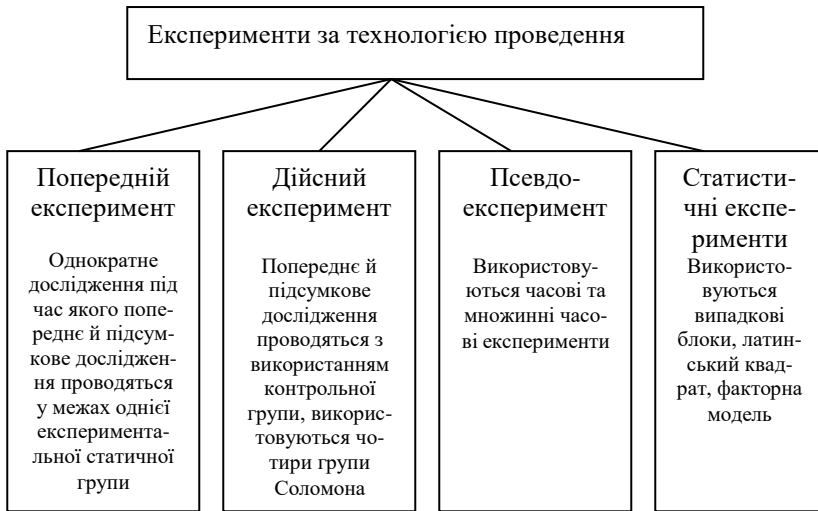 Експерименти за технологією проведення
Попередній
експеримент
Однократне
дослідження під
час якого попе-
реднє й підсум-
кове досліджен-
ня проводяться
у межах однієї
експеримента-
льної статичної
групи
Дійсний
експеримент
Попереднє й
підсумкове
дослідження
проводяться з
використанням
контрольної
групи, викорис-
товуються чо-
тири групи
Соломона
Псевдо-
експеримент
Використову-
ються часові та
множинні часо-
ві експерименти
Статисти-
чні експе-
рименти
Використо-
вуються
випадкові
блоки, латин-
ський квад-
рат, факторна
модель